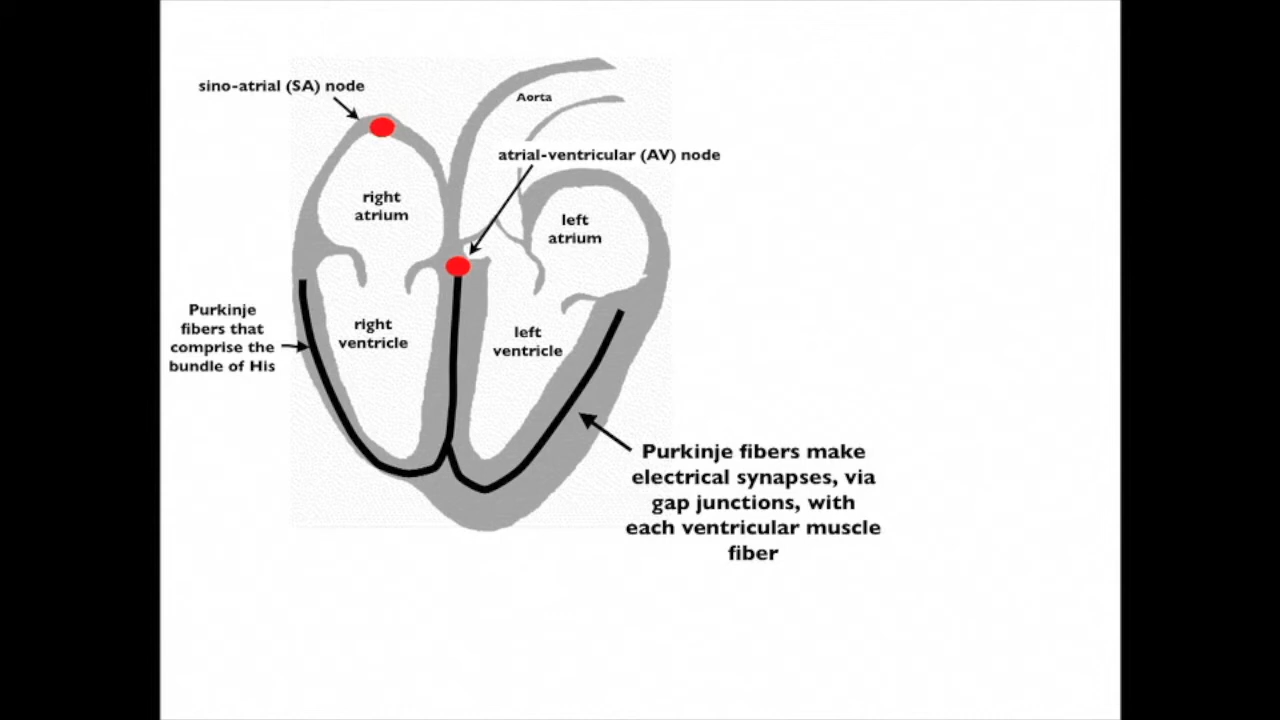 sino-atrial (SA) node
Aorta
atrial-ventricular (AV) node
right
atrium
left
atrium
Purkinje
fibers that
comprise the
bundle of His
right
ventricle
left
ventricle
Purkinje fibers make
electrical synapses, via
gap junctions, with
each ventricular muscle
fiber